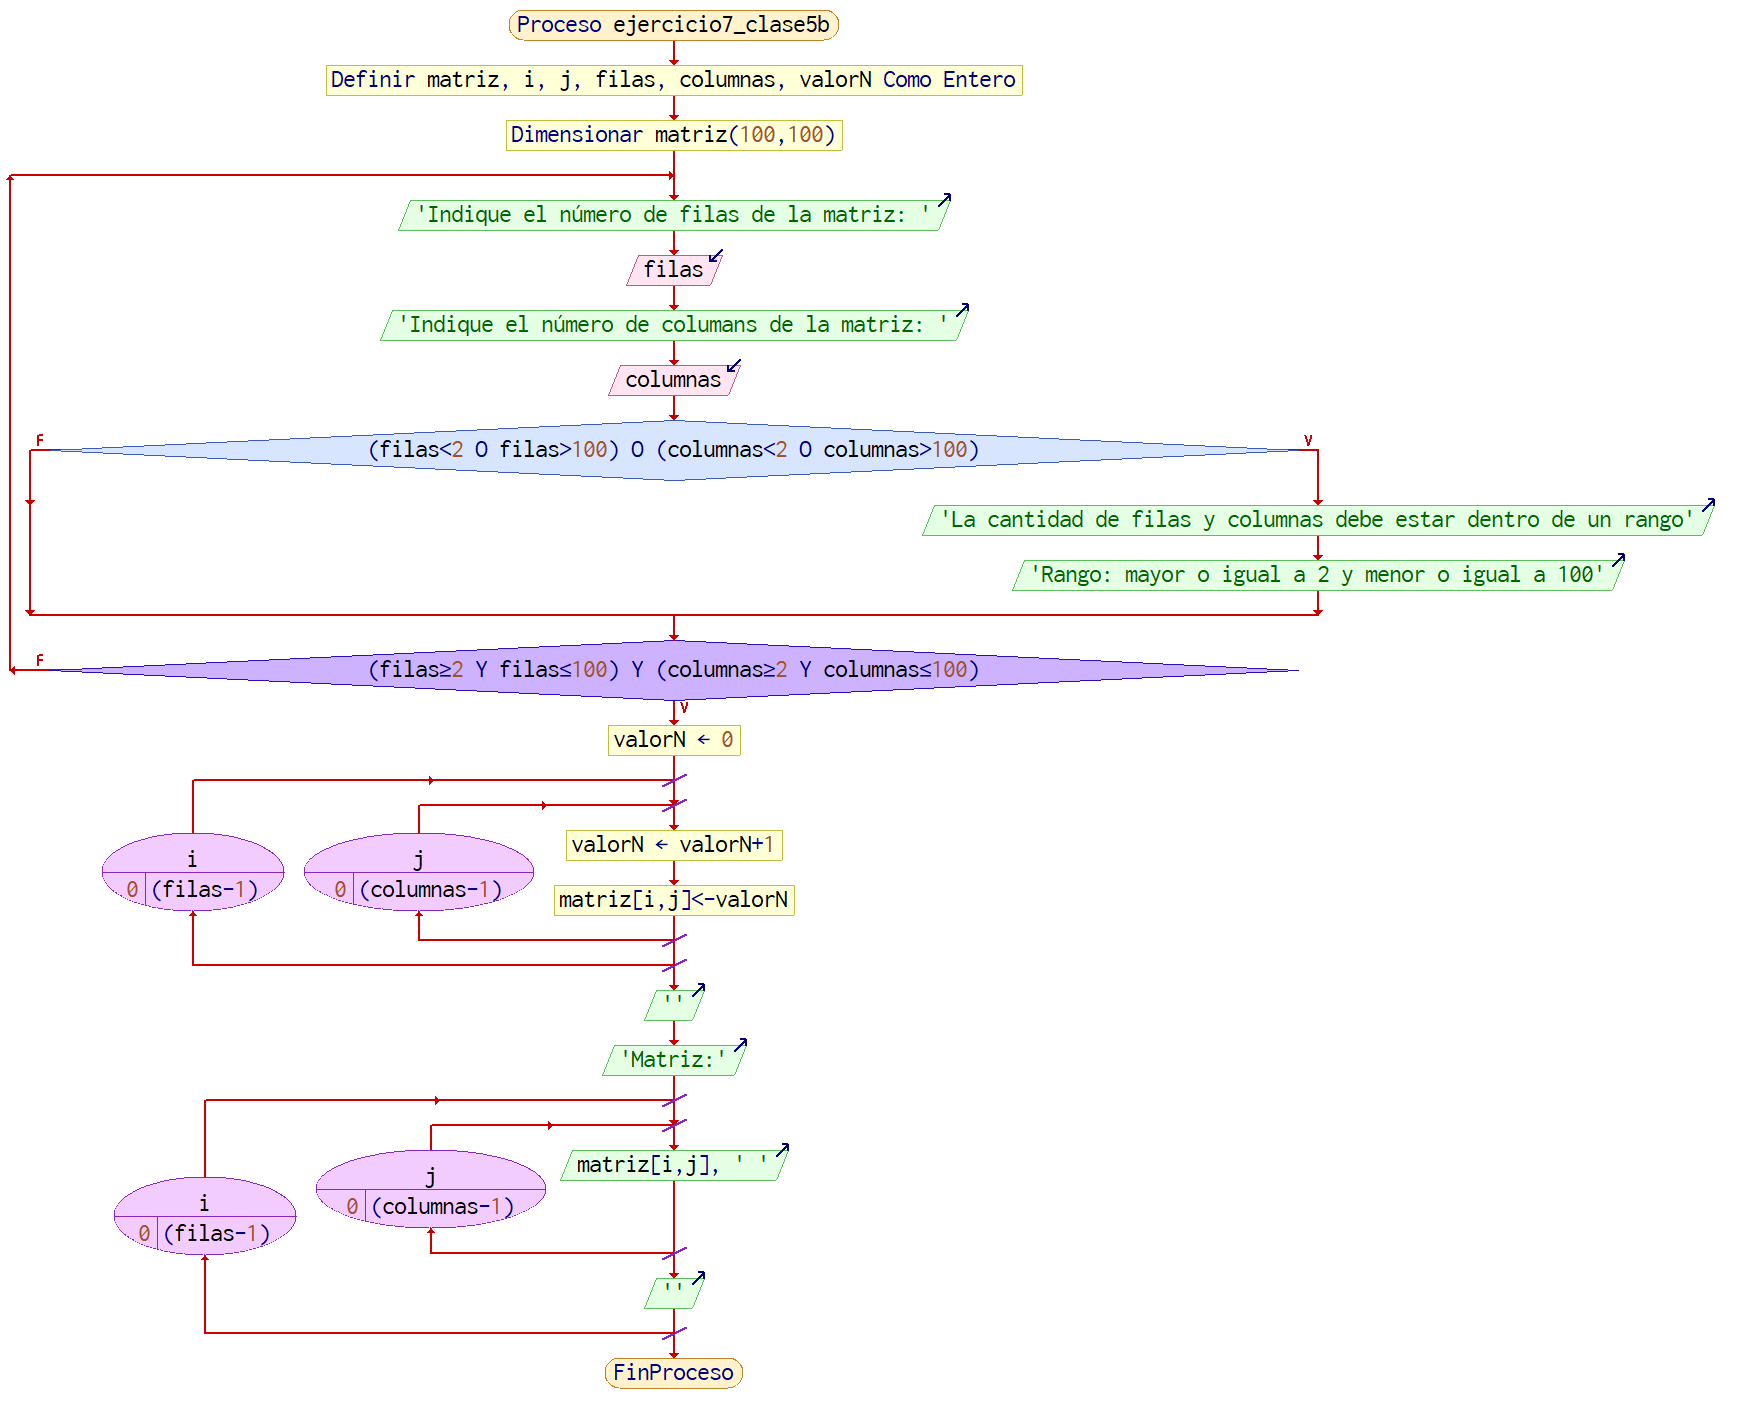 Proceso ejercicio7_clase5b
Definir matriz, i, j, filas, columnas, valorN Como Entero
Dimensionar matriz(100,100)
'Indique el número de filas de la matriz: '
filas
'Indique el número de columans de la matriz: '
columnas
F
(filas<2 O filas>100) O (columnas<2 O columnas>100)
V
'La cantidad de filas y columnas debe estar dentro de un rango'
'Rango: mayor o igual a 2 y menor o igual a 100'
F
(filas≥2 Y filas≤100) Y (columnas≥2 Y columnas≤100)
V
valorN ← 0
i
0 (filas-1)
j
0 (columnas-1)
valorN ← valorN+1
matriz[i,j]<-valorN
''
'Matriz:'
i
0 (filas-1)
j
0 (columnas-1)
matriz[i,j], ' '
''
FinProceso